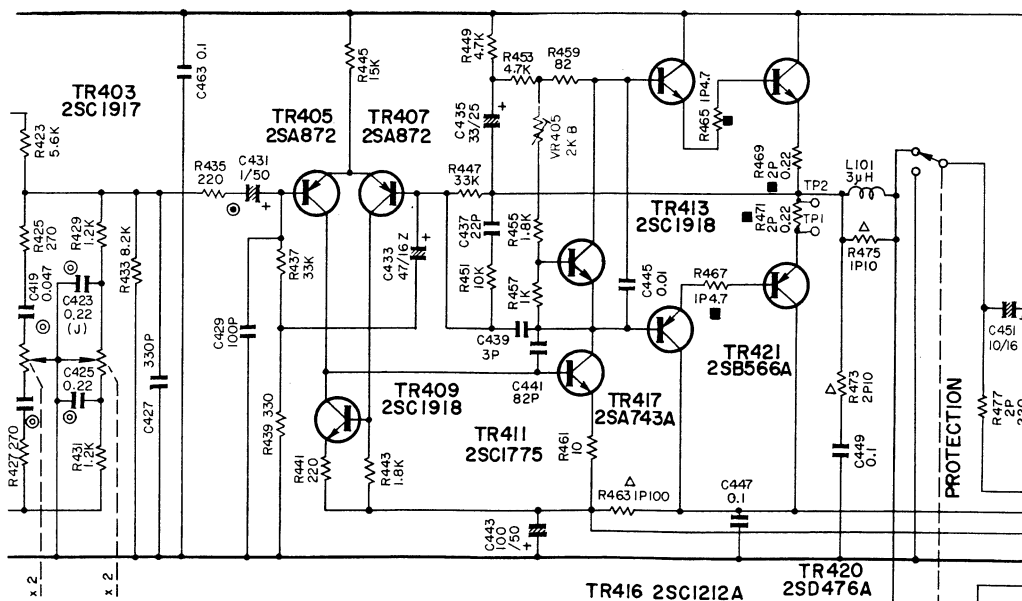 TR403
2SC1917
R423
5.6K
C463 0.1
R445
15K
R449
4.7K
R453
4.7K
R459
82
TR405
2SA872
TR407
2SA872
C435
33/25
+
VR405
2K B
R465 1P4.7
R469
2P
0.22
TP2
L101
3μH
R435
220
C431
1/50
+
R447
33K
R471
2P
0.22
TP1
R425
270
R429
1.2K
R433 8.2K
R437
33K
C433
47/16 Z
+
C437
22P
R451
10K
R455
1.8K
TR413
2SC1918
R475
1P10
C419
0.047
C423
0.22
(J)
R457
1K
C445
0.01
R467
1P4.7
C429
100P
C439
3P
C451
10/16
330P
C427
C425
0.22
C441
82P
TR421
2SB566A
TR409
2SC1918
TR417
2SA743A
R473
2P10
R427 270
R431
1.2K
R439 330
TR411
2SC1775
R461
10
R477
2P
C449
0.1
R441
220
R443
1.8K
PROTECTION
R463 1P100
C447
0.1
C443
100
/50
+
x 2
x 2
TR416 2SC1212A
TR420
2SD476A